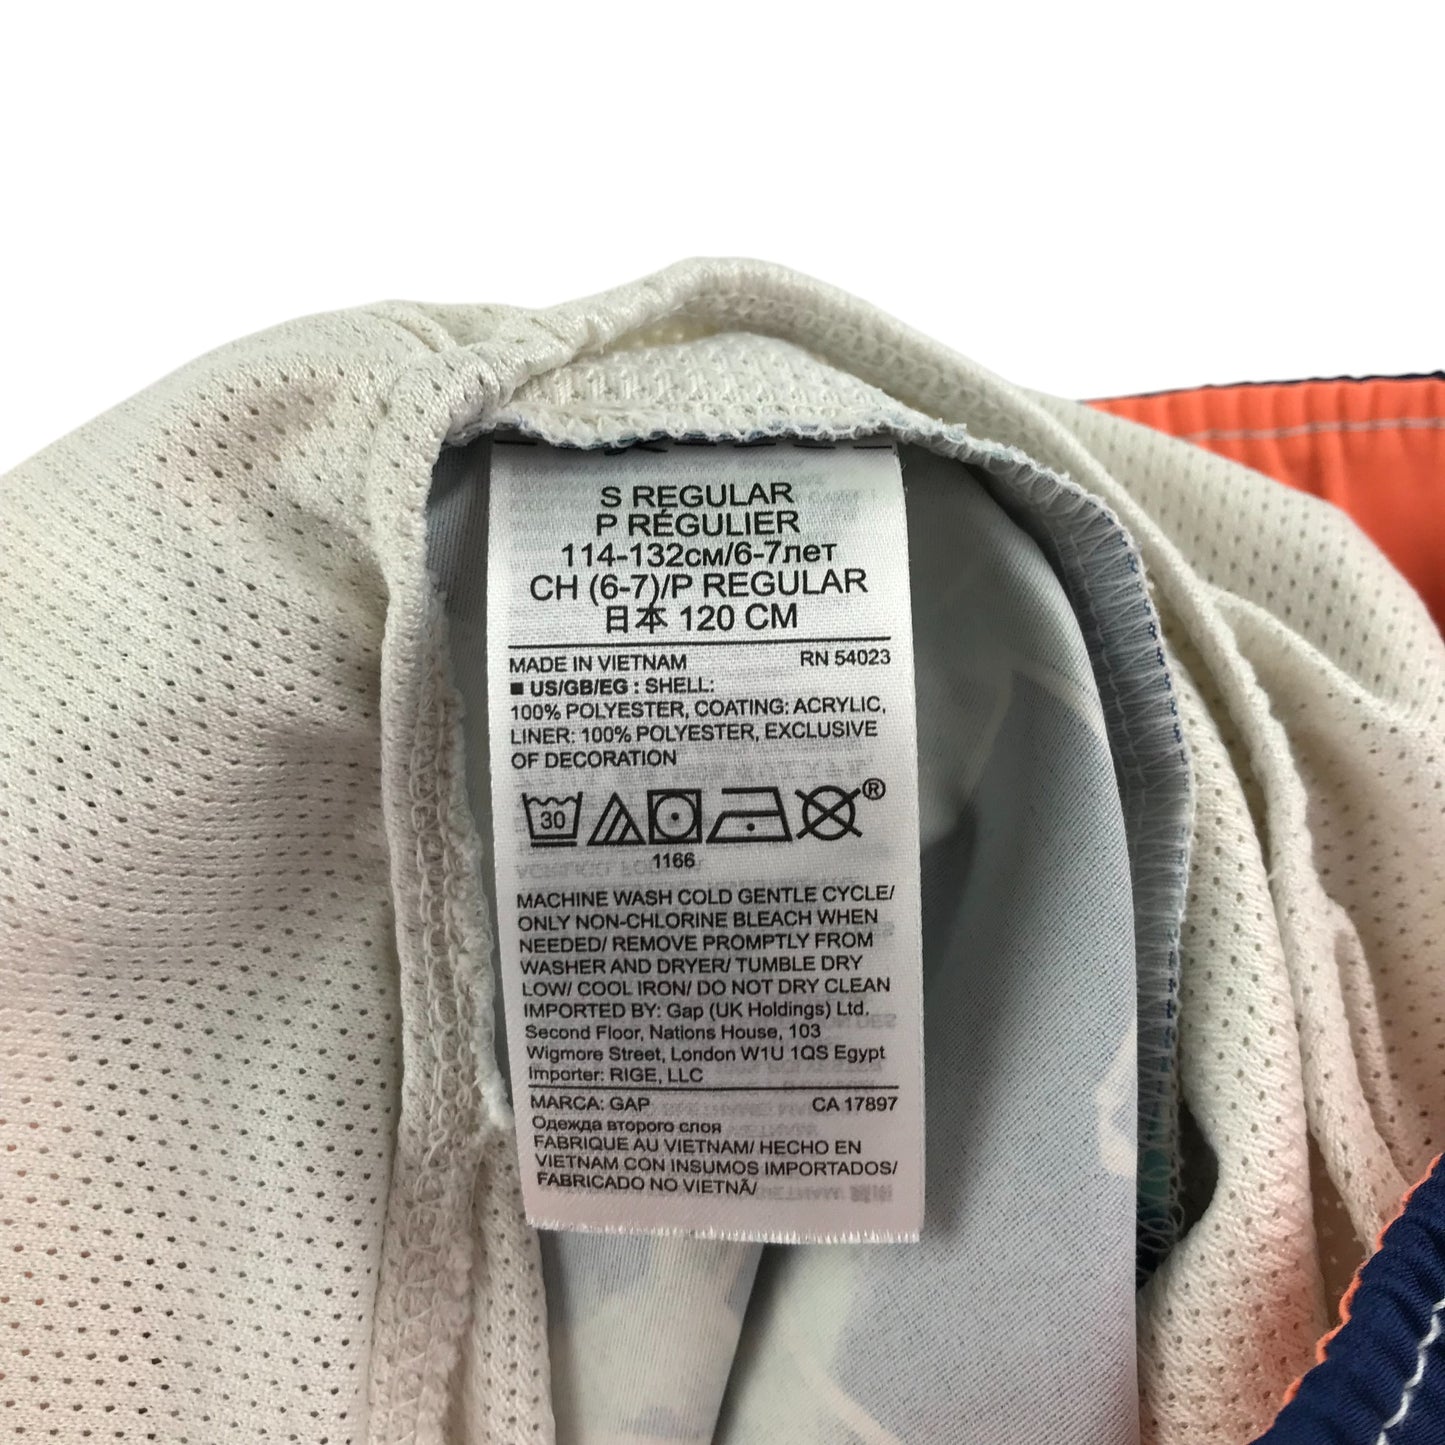 S REGULAR
P RÉGULIER
114-132см/6-7лет
CH (6-7)/P REGULAR
日本 120 CM
MADE IN VIETNAM RN 54023
■ US/GB/EG : SHELL:
100% POLYESTER, COATING: ACRYLIC,
LINER: 100% POLYESTER, EXCLUSIVE
OF DECORATION
30 ®
1166
MACHINE WASH COLD GENTLE CYCLE/
ONLY NON-CHLORINE BLEACH WHEN
NEEDED/ REMOVE PROMPTLY FROM
WASHER AND DRYER/ TUMBLE DRY
LOW/ COOL IRON/ DO NOT DRY CLEAN
IMPORTED BY: Gap (UK Holdings) Ltd.
Second Floor, Nations House, 103
Wigmore Street, London W1U 1QS Egypt
Importer: RIGE, LLC
MARCA: GAP CA 17897
Одежда второго слоя
FABRIQUE AU VIETNAM/ HECHO EN
VIETNAM CON INSUMOS IMPORTADOS/
FABRICADO NO VIETNÃ/